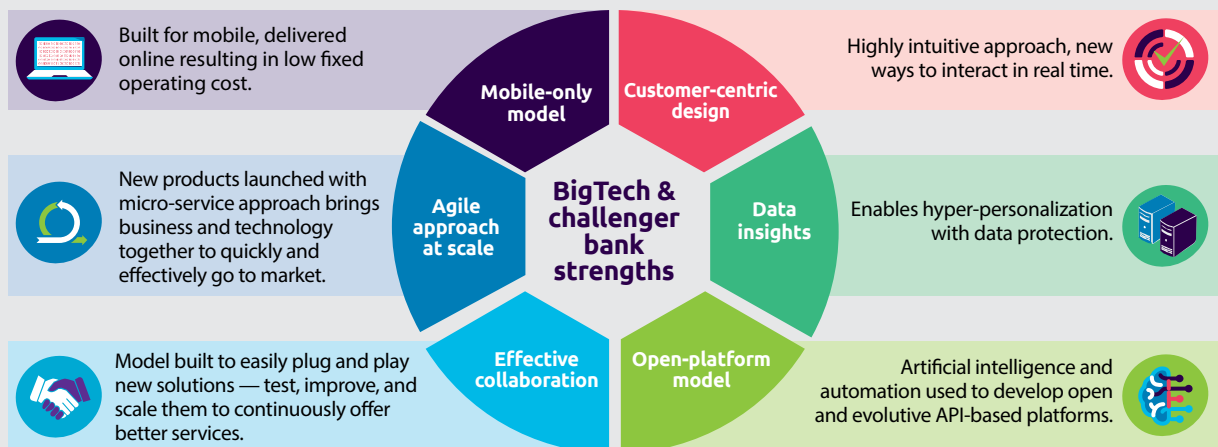 Built for mobile, delivered
online resulting in low fixed
operating cost.
Mobile-only
model
Customer-centric
design
Highly intuitive approach, new
ways to interact in real time.
New products launched with
micro-service approach brings
business and technology
together to quickly and
effectively go to market.
Agile
approach
at scale
BigTech &
challenger
bank
strengths
Data
insights
Enables hyper-personalization
with data protection.
Model built to easily plug and play
new solutions — test, improve, and
scale them to continuously offer
better services.
Effective
collaboration
Open-platform
model
Artificial intelligence and
automation used to develop open
and evolutive API-based platforms.